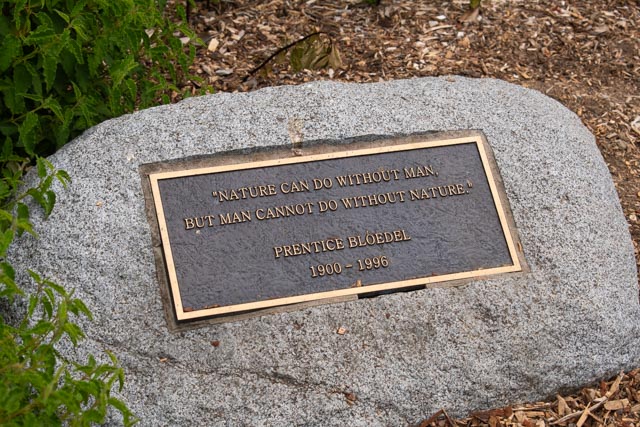 "NATURE CAN DO WITHOUT MAN,
BUT MAN CANNOT DO WITHOUT NATURE."
PRENTICE BLOEDEL
1900 - 1996